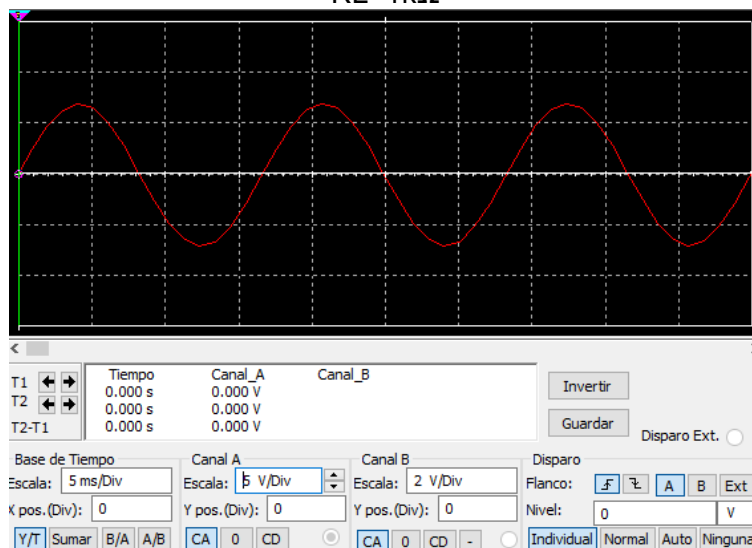 T1
T2
T2-T1
Tiempo Canal_A Canal_B
0.000 s 0.000 V
0.000 s 0.000 V
0.000 s 0.000 V
Invertir
Guardar
Disparo Ext.
Base de Tiempo
Escala: 5 ms/Div
X pos.(Div): 0
Y/T Sumar B/A A/B
Canal A
Escala: 5 V/Div
Y pos.(Div): 0
CA 0 CD
Canal B
Escala: 2 V/Div
Y pos.(Div): 0
CA 0 CD -
Disparo
Flanco: A B Ext
Nivel: 0 V
Individual Normal Auto Ninguna